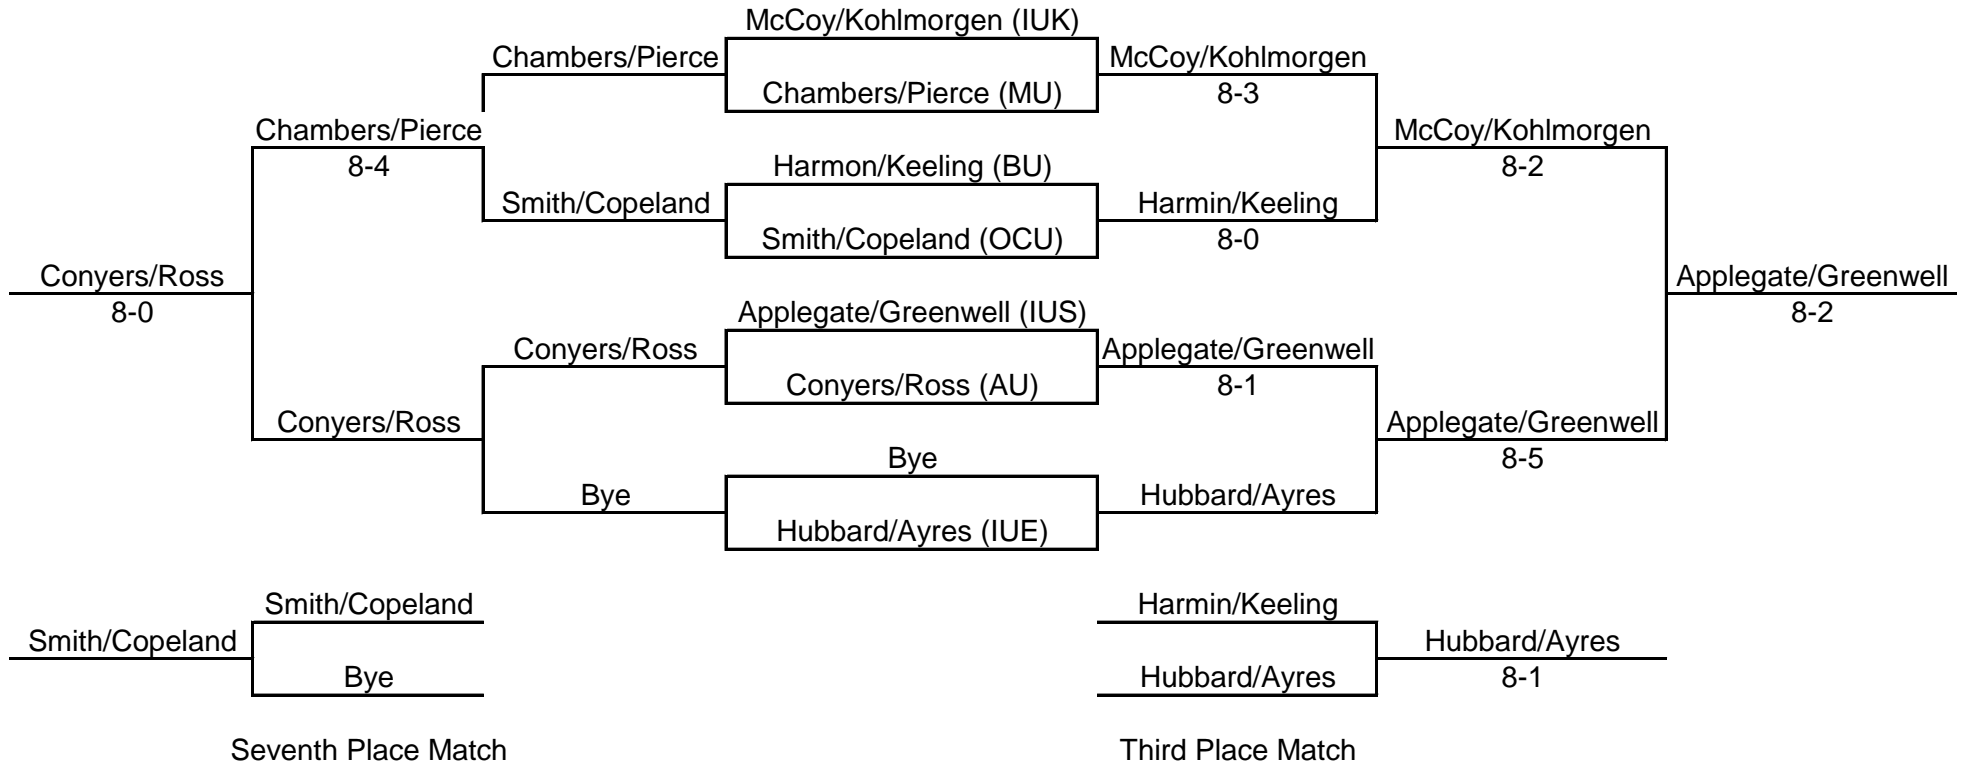 McCoy/Kohlmorgen (IUK)
Chambers/Pierce
McCoy/Kohlmorgen
Chambers/Pierce (MU)
8-3
Chambers/Pierce
McCoy/Kohlmorgen
8-4
Harmon/Keeling (BU)
8-2
Smith/Copeland
Harmin/Keeling
Smith/Copeland (OCU)
8-0
Conyers/Ross
Applegate/Greenwell
8-0
Applegate/Greenwell (IUS)
8-2
Conyers/Ross
Applegate/Greenwell
Conyers/Ross (AU)
8-1
Conyers/Ross
Applegate/Greenwell
Bye
8-5
Bye
Hubbard/Ayres
Hubbard/Ayres (IUE)
Smith/Copeland
Harmin/Keeling
Smith/Copeland
Hubbard/Ayres
Bye
Hubbard/Ayres
8-1
Seventh Place Match
Third Place Match